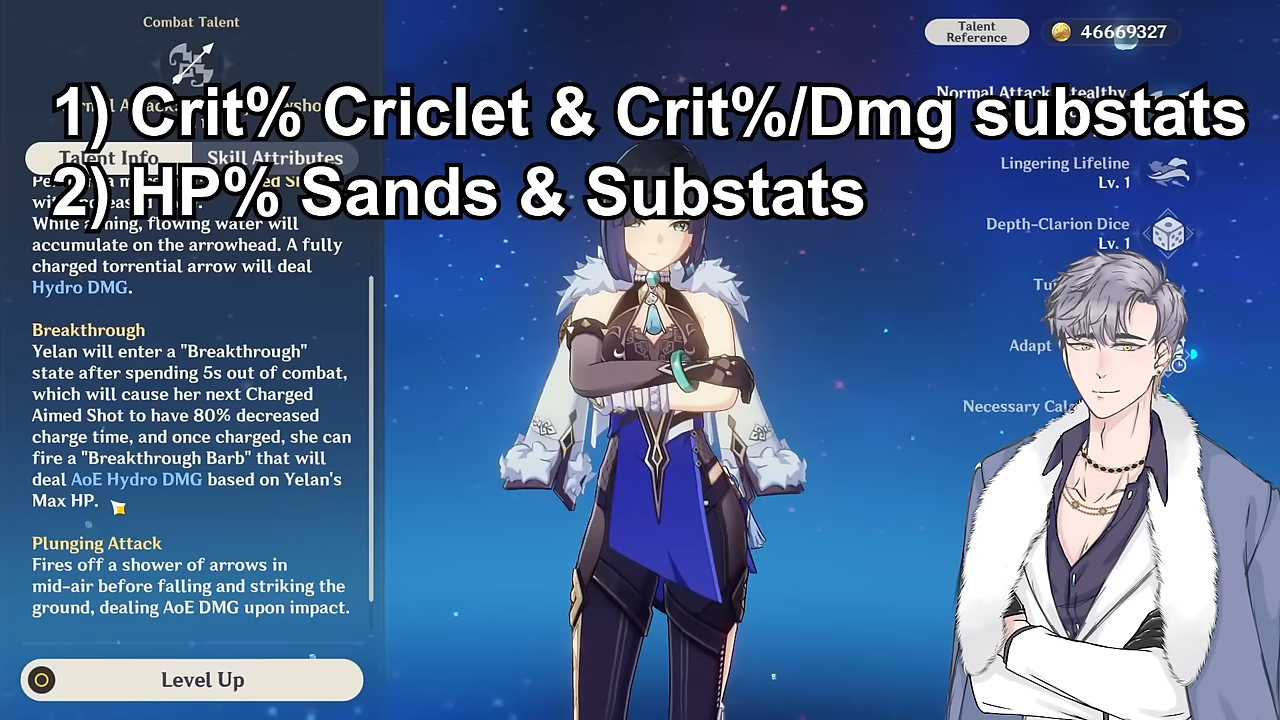 Combat Talent
Talent Reference
46669327
1) Crit% Criclet & Crit%/Dmg substats
Normal Attack: Stealthy
Talent Info
Skill Attributes
2) HP% Sands & Substats
Lingering Lifeline
Lv. 1
Depth-Clarion Dice
Lv. 1
While aiming, flowing water will
accumulate on the arrowhead. A fully
charged torrential arrow will deal
Hydro DMG.
Adapt
Necessary
Breakthrough
Yelan will enter a "Breakthrough"
state after spending 5s out of combat,
which will cause her next Charged
Aimed Shot to have 80% decreased
charge time, and once charged, she can
fire a "Breakthrough Barb" that will
deal AoE Hydro DMG based on Yelan's
Max HP.
Plunging Attack
Fires off a shower of arrows in
mid-air before falling and striking the
ground, dealing AoE DMG upon impact.
Level Up